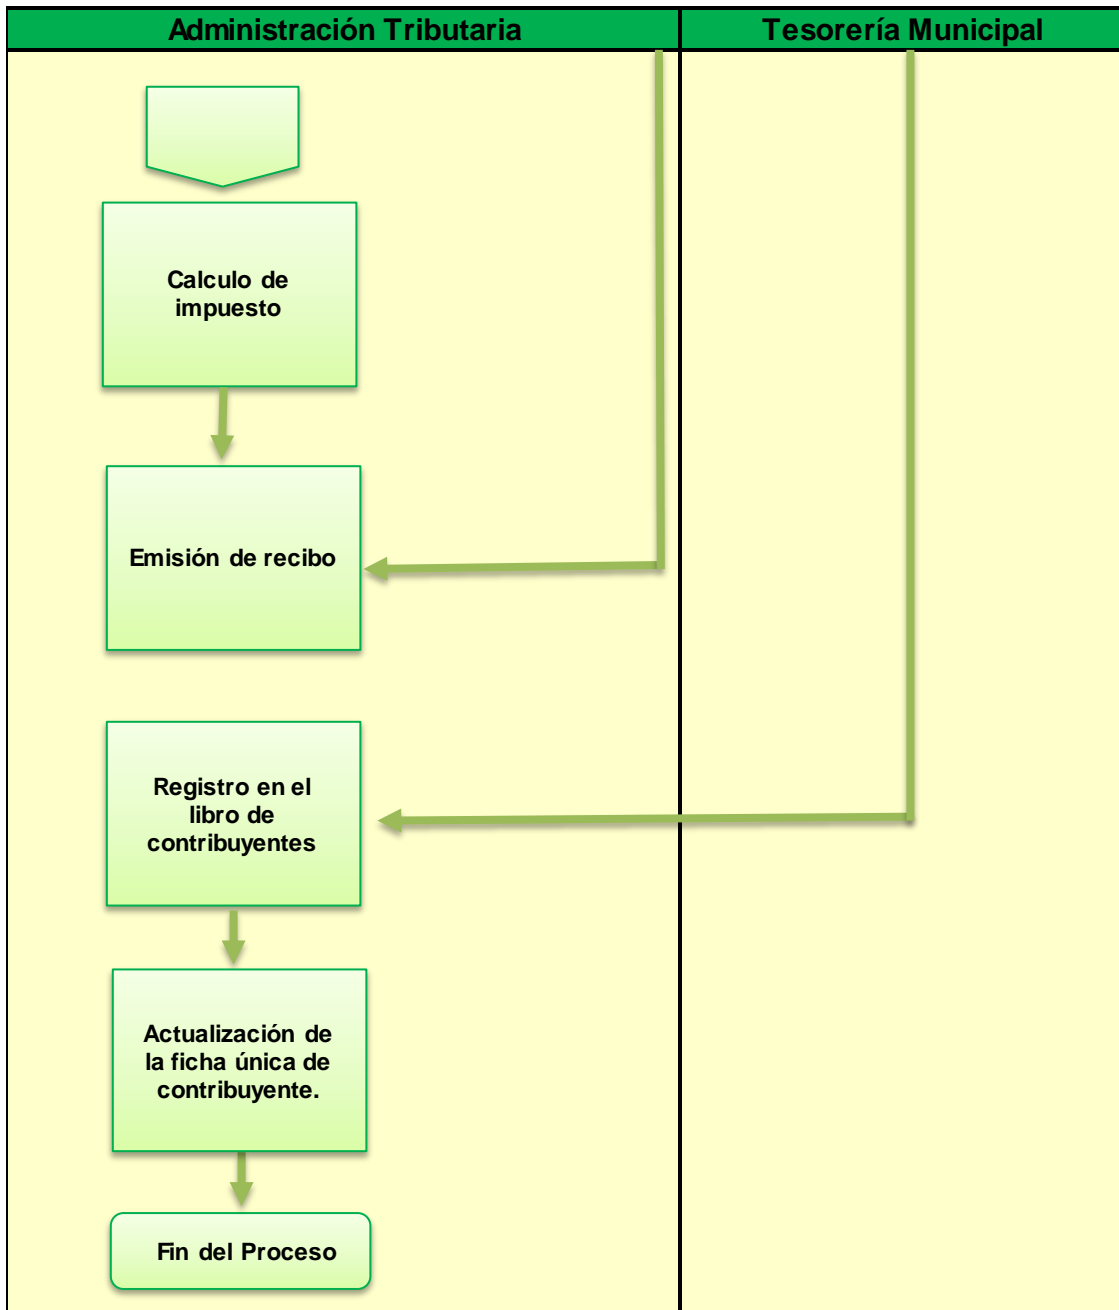 Administración Tributaria
Tesorería Municipal
Calculo de
impuesto
Emisión de recibo
Registro en el
libro de
contribuyentes
Actualización de
la ficha única de
contribuyente.
Fin del Proceso